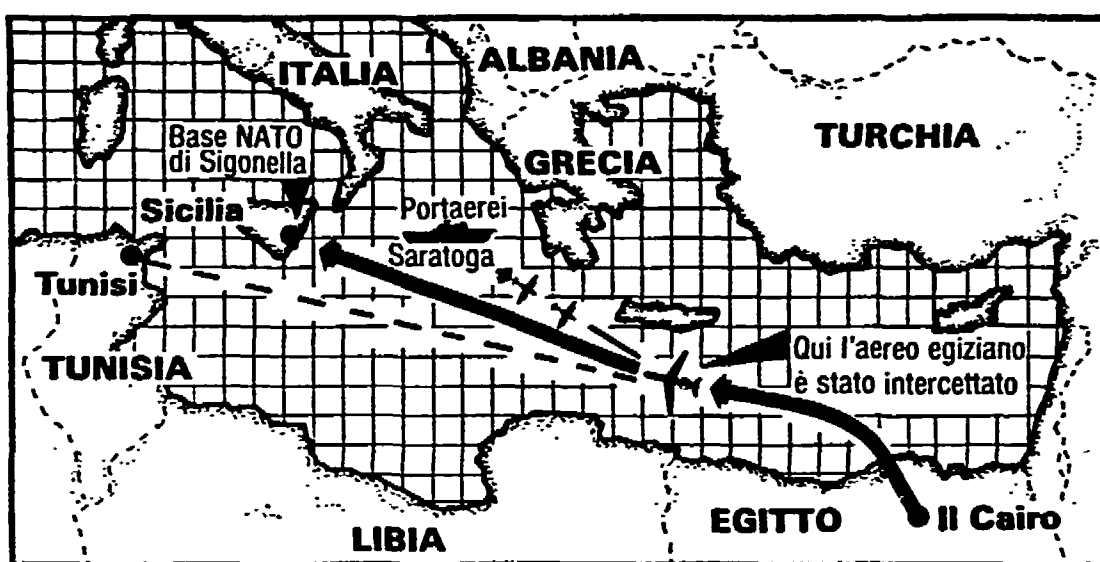 ITALIA
ALBANIA
Base NATO
di Sigonella
TURCHIA
GRECIA
Sicilia
Portaerei
Saratoga
Tunisi
TUNISIA
Qui l'aereo egiziano
è stato intercettato
LIBIA
EGITTO
Il Cairo